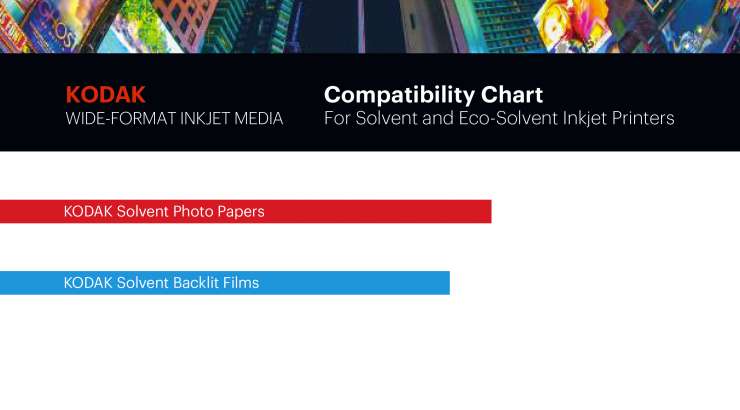 GHOST
KODAK
WIDE-FORMAT INKJET MEDIA
Compatibility Chart
For Solvent and Eco-Solvent Inkjet Printers
KODAK Solvent Photo Papers
KODAK Solvent Backlit Films